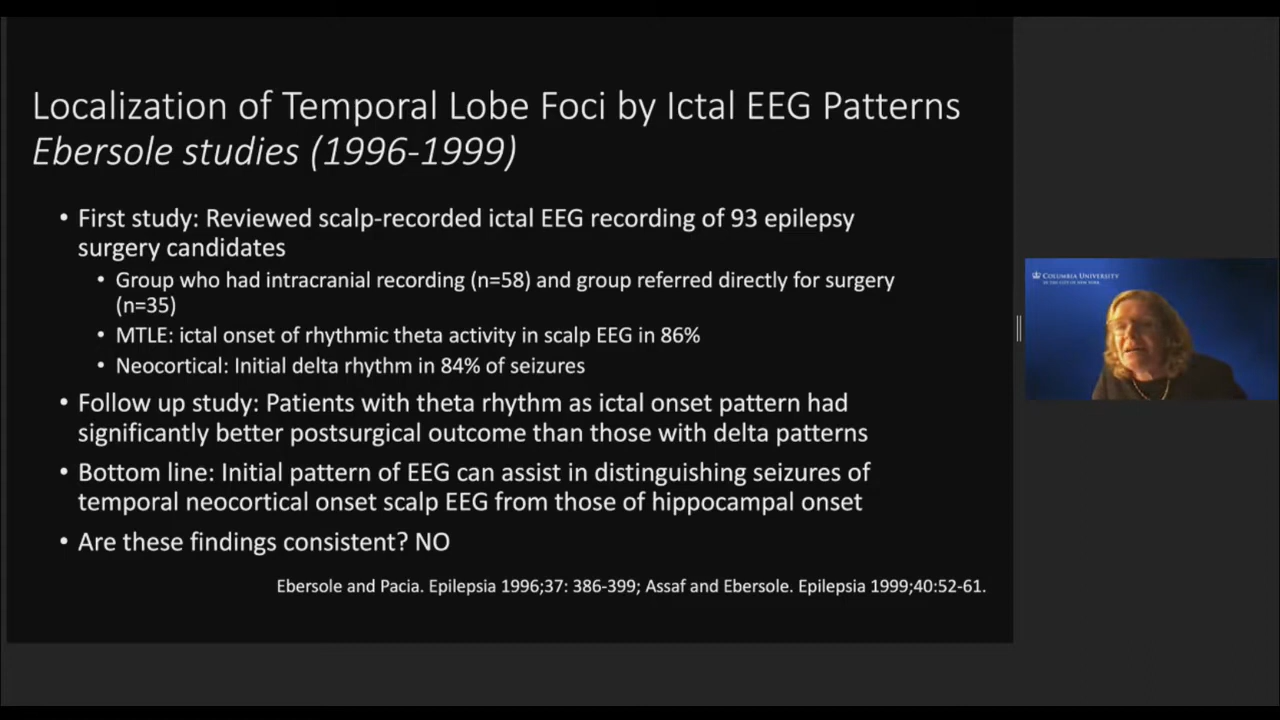 Localization of Temporal Lobe Foci by Ictal EEG Patterns
Ebersole studies (1996-1999)
• First study: Reviewed scalp-recorded ictal EEG recording of 93 epilepsy
surgery candidates
• Group who had intracranial recording (n=58) and group referred directly for surgery
(n=35)
• MTLE: ictal onset of rhythmic theta activity in scalp EEG in 86%
• Neocortical: Initial delta rhythm in 84% of seizures
• Follow up study: Patients with theta rhythm as ictal onset pattern had
significantly better postsurgical outcome than those with delta patterns
• Bottom line: Initial pattern of EEG can assist in distinguishing seizures of
temporal neocortical onset scalp EEG from those of hippocampal onset
• Are these findings consistent? NO
Ebersole and Pacia. Epilepsia 1996;37: 386-399; Assaf and Ebersole. Epilepsia 1999;40:52-61.
COLUMBIA UNIVERSITY
IN THE CITY OF NEW YORK